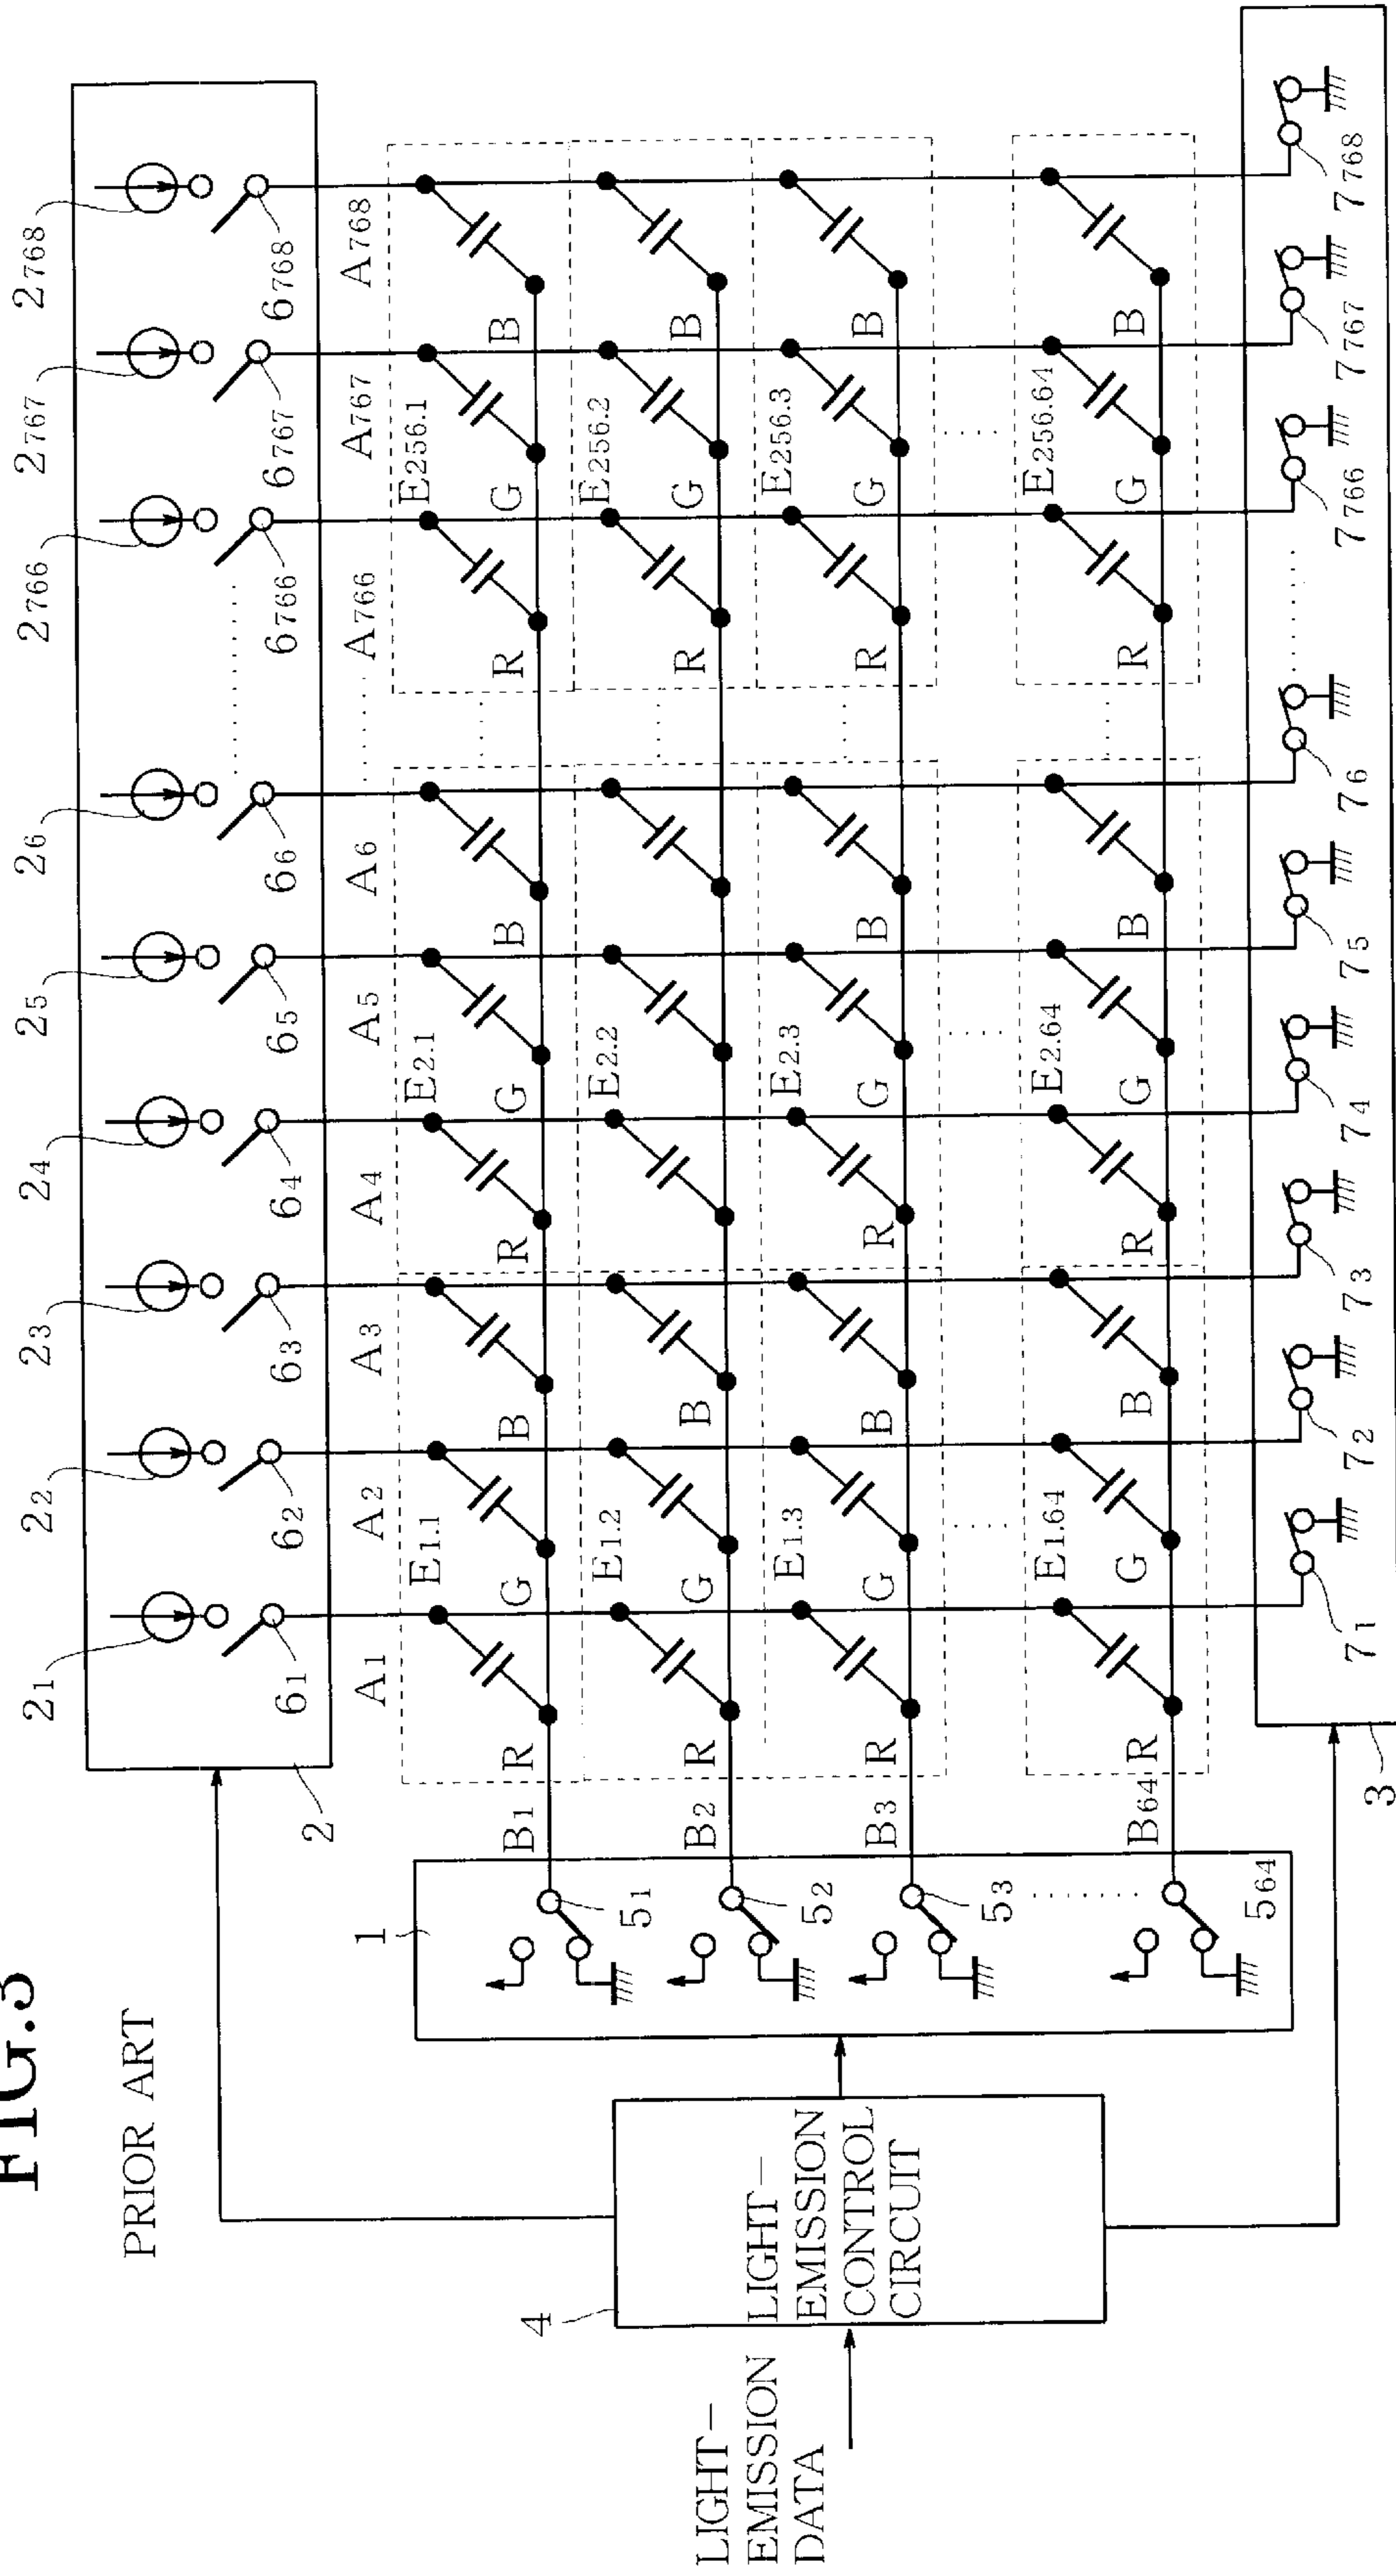 FIG.3
PRIOR ART
21 22 23 24 25 26 2766 2767 2768
61 62 63 64 65 66 ........ 6766 6767 6768
2
A1 A2 A3 A4 A5 A6 ........ A766 A767 A768
E1.1 E2.1 E256.1
B1 R G B R G B ..... R G B
E1.2 E2.2 E256.2
B2 R G B ..... R G B
E1.3 E2.3 E256.3
B3 R G B R G B ..... R G B
E1.64 E2.64 E256.64
B64 R G B R G B ..... R G B
1
51
52
53
564
4
LIGHT-
EMISSION
CONTROL
CIRCUIT
LIGHT-
EMISSION
DATA
71 72 73 74 75 76 ........ 7766 7767 7768
3